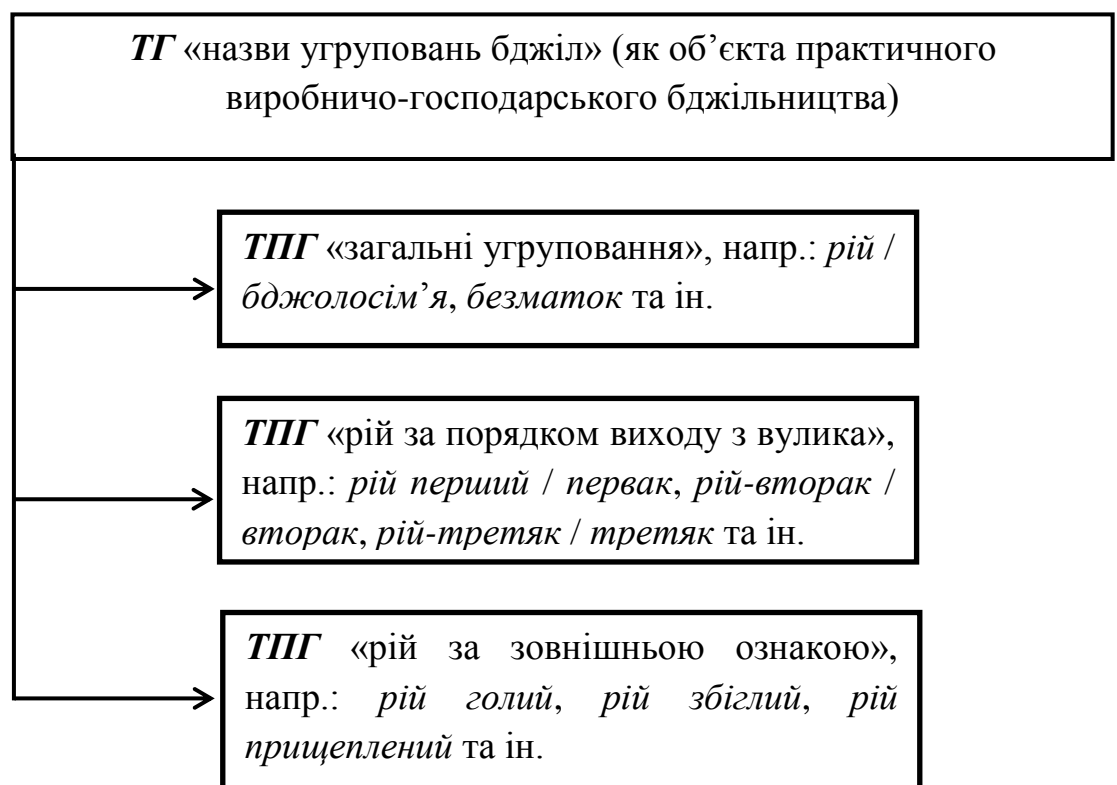 ТГ «назви угруповань бджіл» (як об’єкта практичного
виробничо-господарського бджільництва)
ТПГ «загальні угруповання», напр.: рій /
бджолосім’я, безматок та ін.
ТПГ «рій за порядком виходу з вулика»,
напр.: рій перший / первак, рій-вторак /
вторак, рій-третяк / третяк та ін.
ТПГ «рій за зовнішньою ознакою»,
напр.: рій голий, рій збіглий, рій
прищеплений та ін.